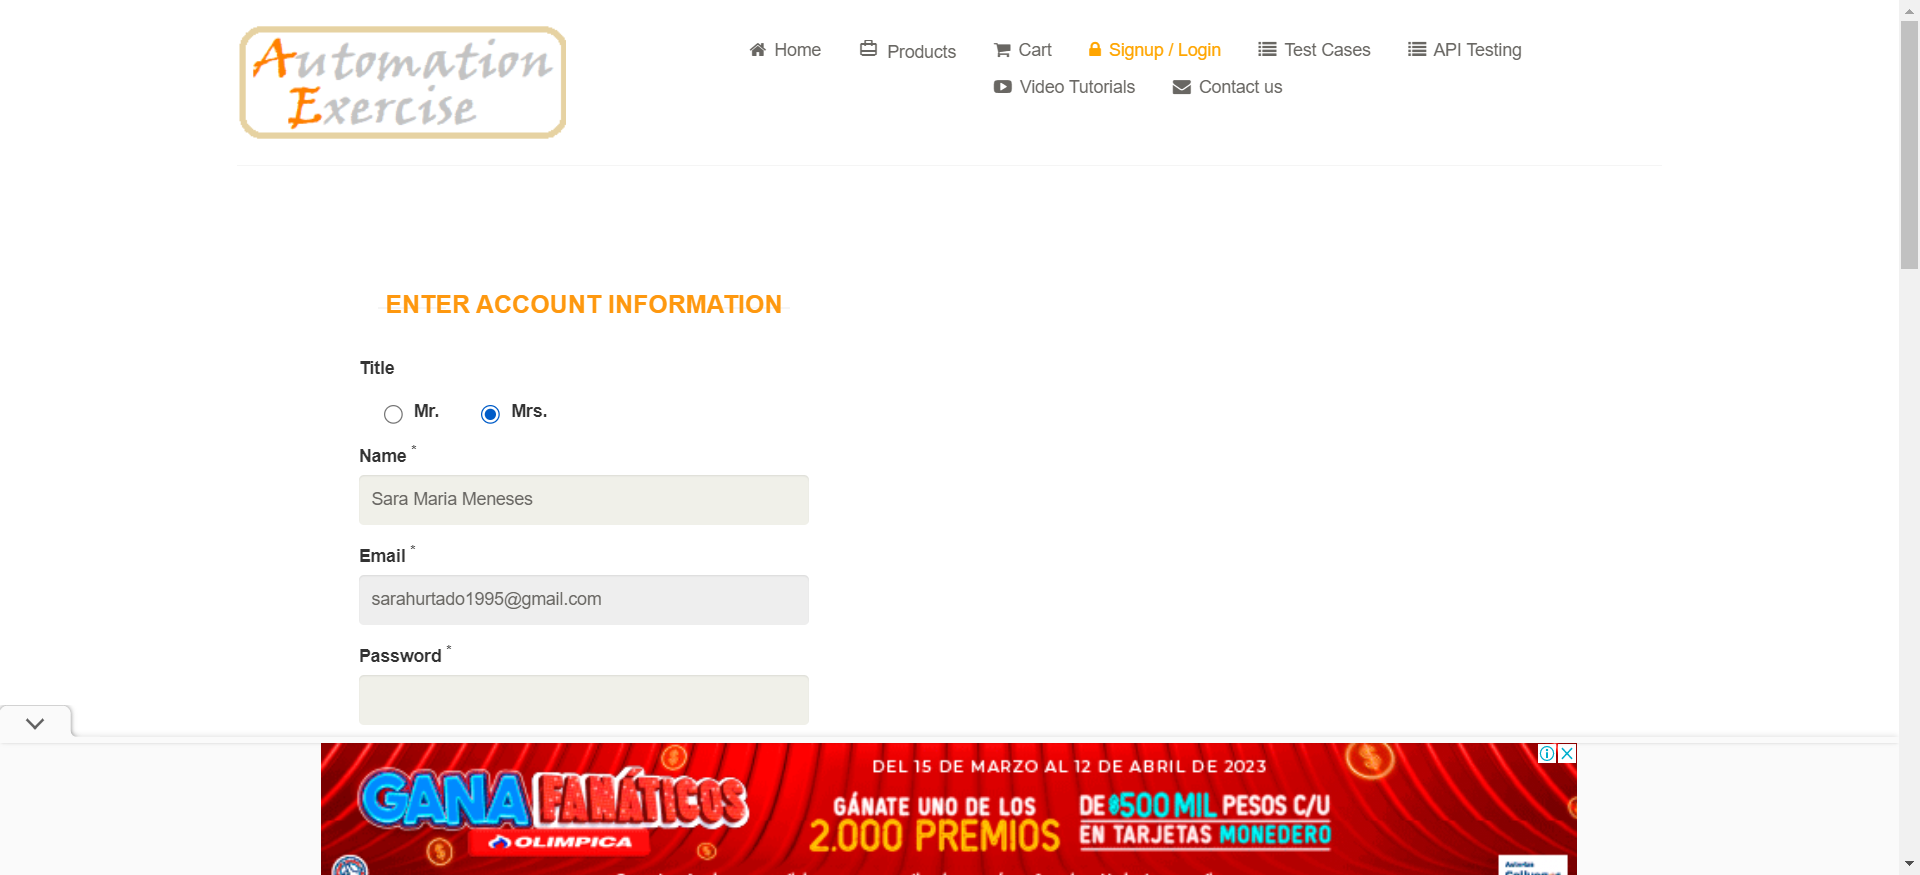 Automation
Exercise
Home
Products
Cart
Signup / Login
Test Cases
API Testing
Video Tutorials
Contact us
ENTER ACCOUNT INFORMATION
Title
Mr.
Mrs.
Name *
Sara Maria Meneses
Email *
sarahurtado1995@gmail.com
Password *
GANA FANÁTICOS
OLIMPICA
DEL 15 DE MARZO AL 12 DE ABRIL DE 2023
GÁNATE UNO DE LOS
2.000 PREMIOS
DE $500 MIL PESOS C/U
EN TARJETAS MONEDERO